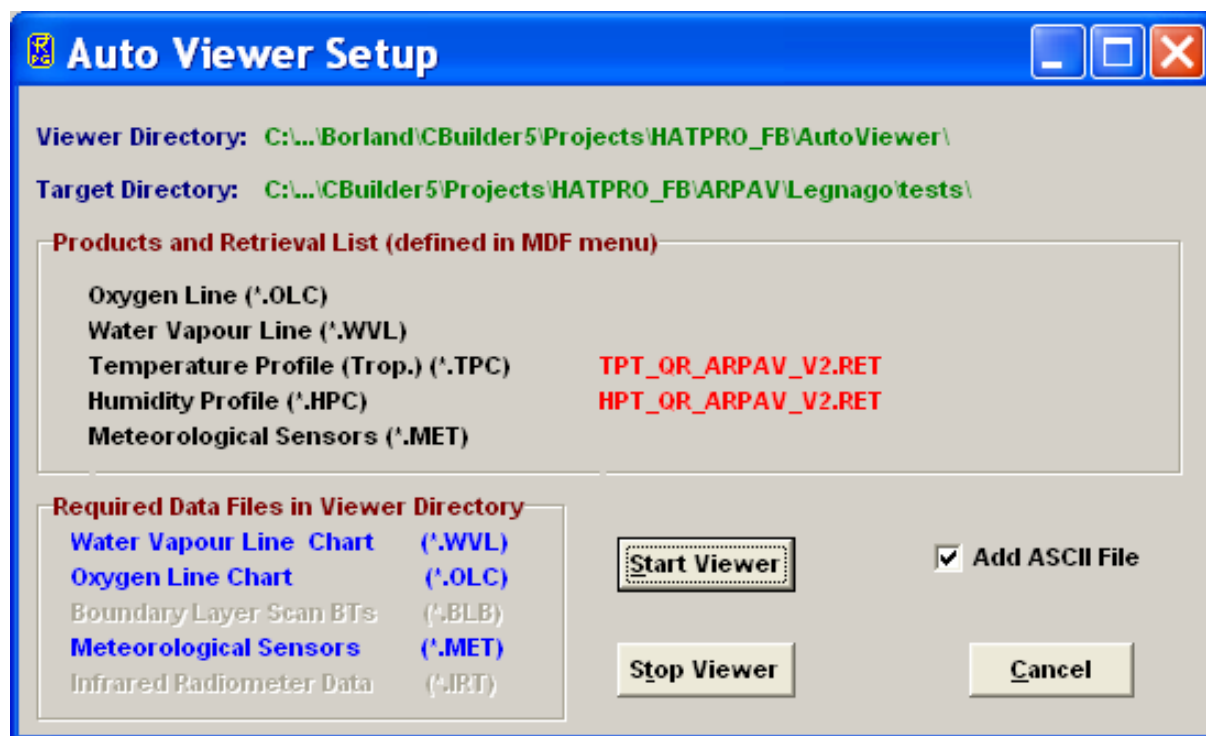 Auto Viewer Setup
Viewer Directory: C:\...\Borland\CBuilder5\Projects\HATPRO_FB\AutoViewer\
Target Directory: C:\...\CBuilder5\Projects\HATPRO_FB\ARPAV\Legnago\tests\
Products and Retrieval List (defined in MDF menu)
Oxygen Line (*.OLC)
Water Vapour Line (*.WVL)
Temperature Profile (Trop.) (*.TPC) TPT_QR_ARPAV_V2.RET
Humidity Profile (*.HPC) HPT_QR_ARPAV_V2.RET
Meteorological Sensors (*.MET)
Required Data Files in Viewer Directory
Water Vapour Line Chart (*.WVL)
Oxygen Line Chart (*.OLC)
Boundary Layer Scan BTs (*.BLB)
Meteorological Sensors (*.MET)
Infrared Radiometer Data (*.IRT)
Start Viewer
Add ASCII File
Stop Viewer
Cancel